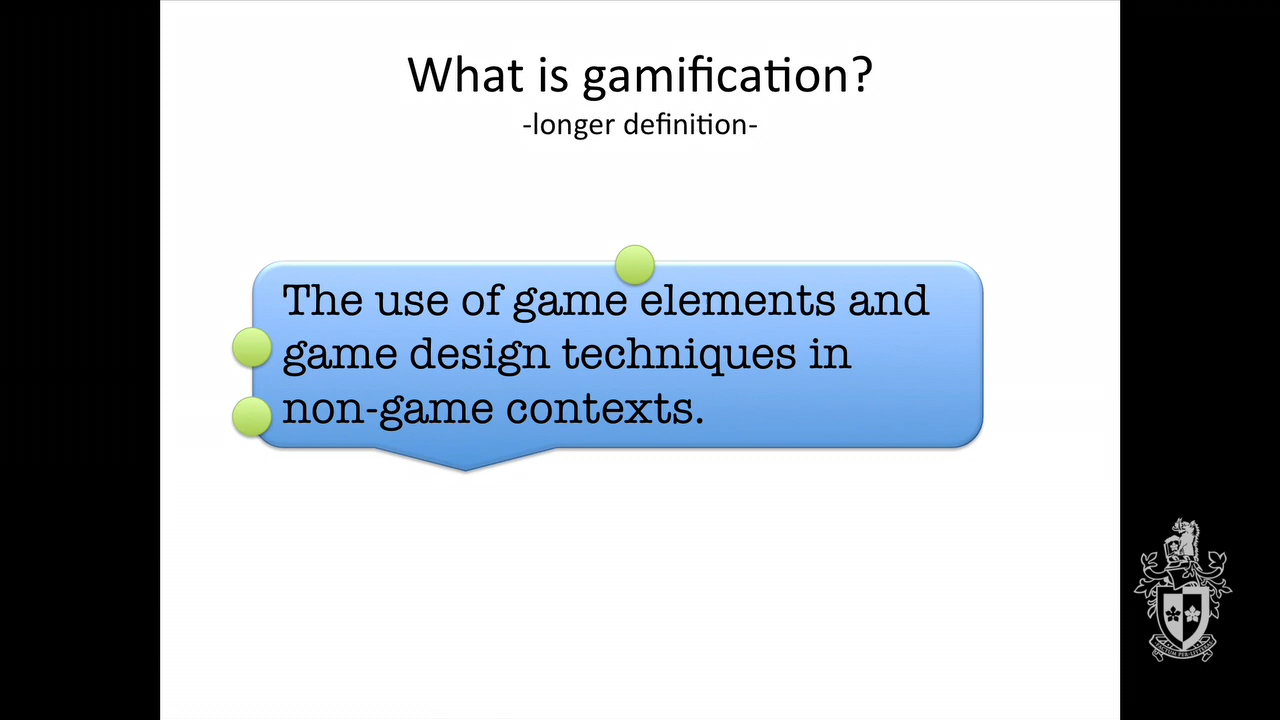 What is gamification?
-longer definition-
The use of game elements and
game design techniques in
non-game contexts.